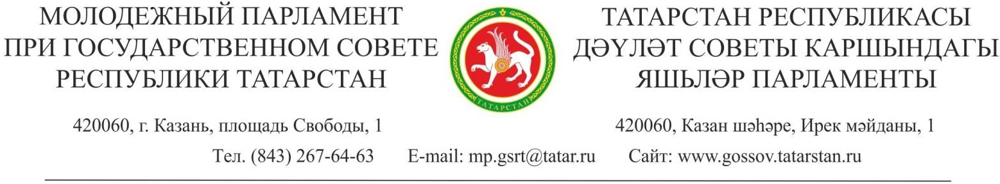 МОЛОДЕЖНЫЙ ПАРЛАМЕНТ
ПРИ ГОСУДАРСТВЕННОМ СОВЕТЕ
РЕСПУБЛИКИ ТАТАРСТАН
420060, г. Казань, площадь Свободы, 1
ТАТАРСТАН
ТАТАРСТАН РЕСПУБЛИКАСЫ
ДӘҮЛӘТ СОВЕТЫ КАРШЫНДАГЫ
ЯШЬЛӘР ПАРЛАМЕНТЫ
420060, Казан шәһәре, Ирек мәйданы, 1
Тел. (843) 267-64-63 E-mail: mp.gsrt@tatar.ru Сайт: www.gossov.tatarstan.ru